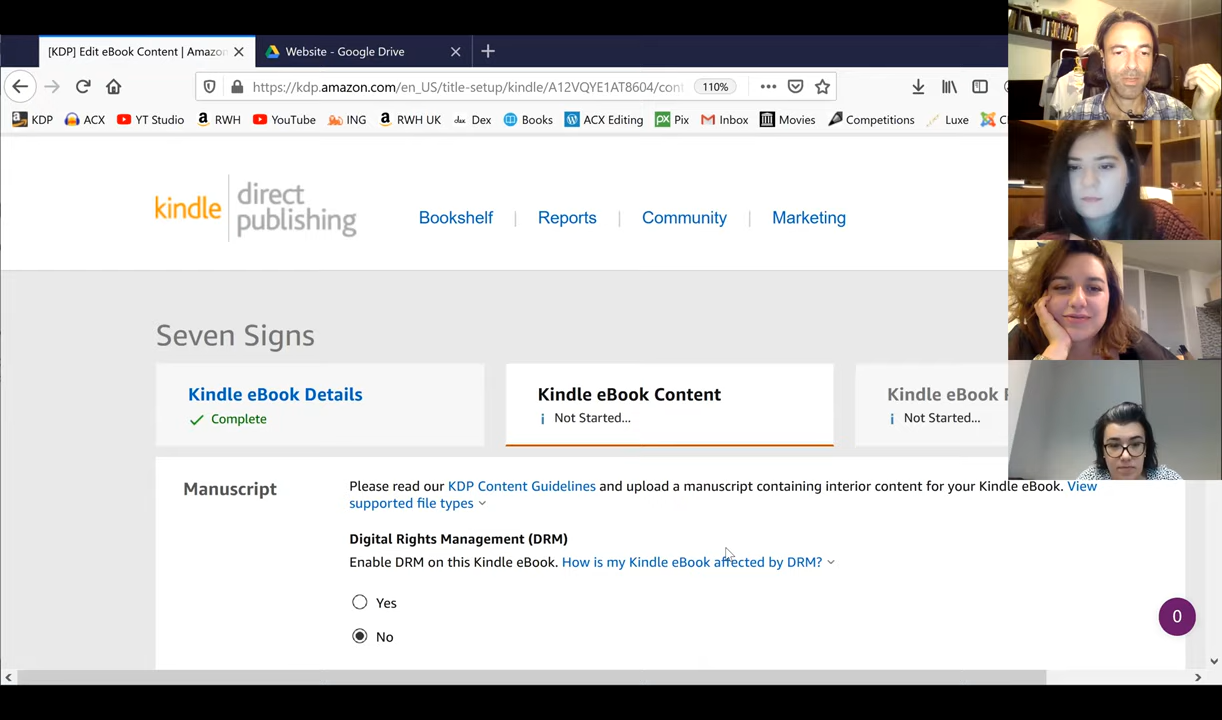 [KDP] Edit eBook Content | Amazon
Website - Google Drive
https://kdp.amazon.com/en_US/title-setup/kindle/A12VQYE1AT8604/con
110%
KDP ACX YT Studio RWH YouTube ING RWH UK dex Dex Books ACX Editing PX Pix Inbox Movies Competitions Luxe
kindle direct publishing
Bookshelf | Reports | Community | Marketing
Seven Signs
Kindle eBook Details
Complete
Kindle eBook Content
Not Started...
Kindle eBook
Not Started...
Manuscript
Please read our KDP Content Guidelines and upload a manuscript containing interior content for your Kindle eBook. View
supported file types
Digital Rights Management (DRM)
Enable DRM on this Kindle eBook. How is my Kindle eBook affected by DRM?
Yes
No
0